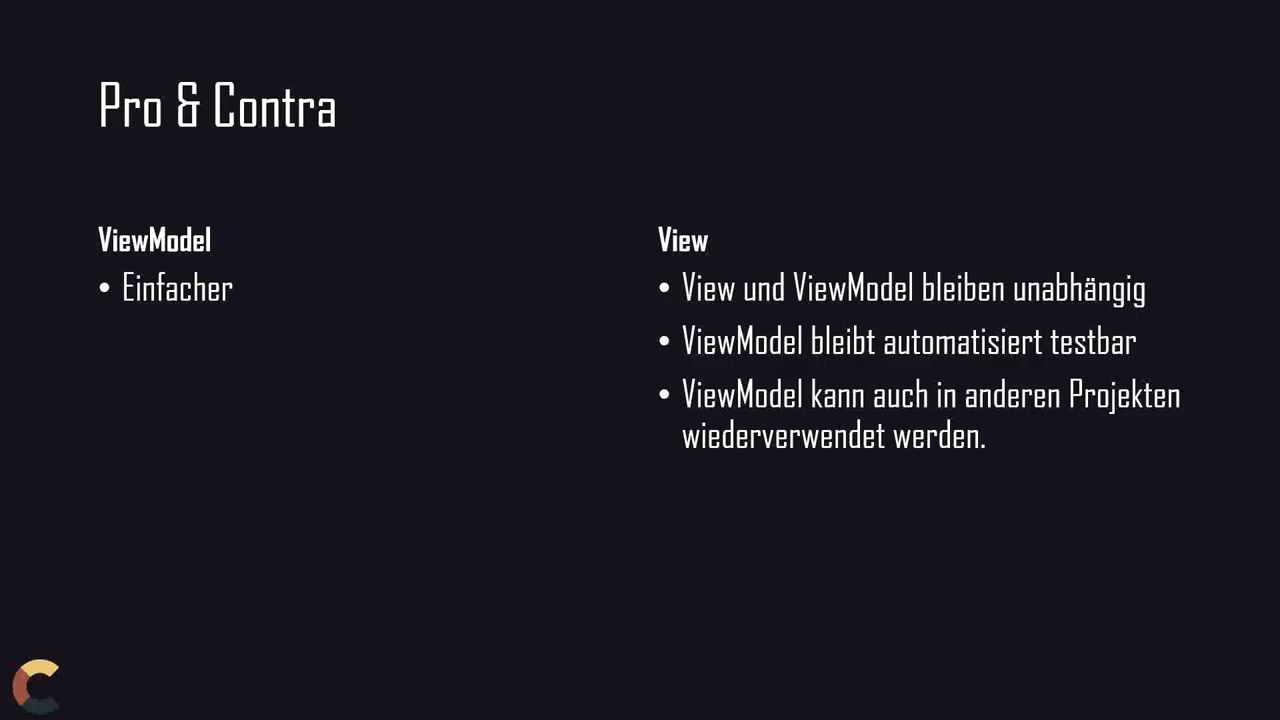 Pro & Contra
ViewModel
• Einfacher
View
• View und ViewModel bleiben unabhängig
• ViewModel bleibt automatisiert testbar
• ViewModel kann auch in anderen Projekten
wiederverwendet werden.